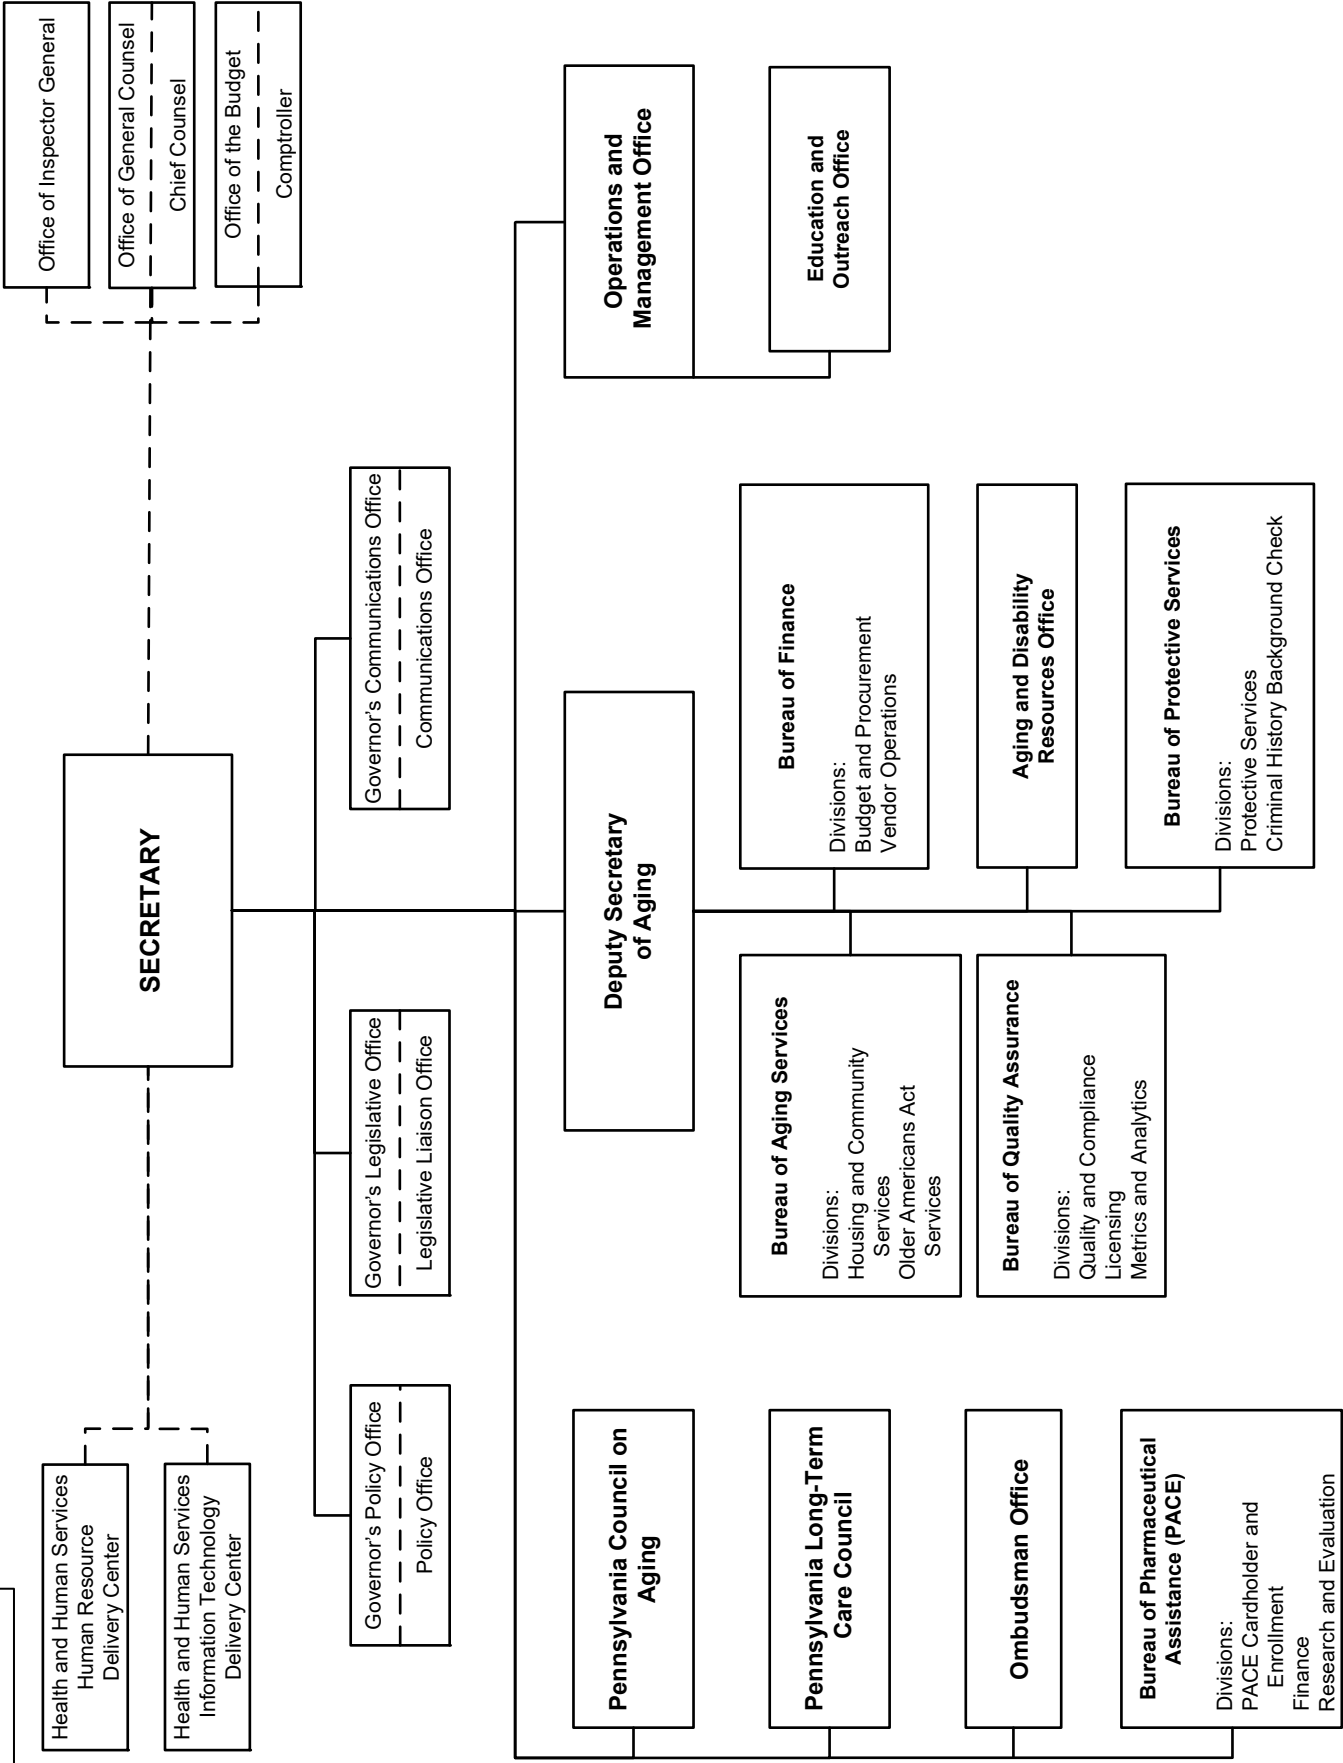 Health and Human Services
Human Resource
Delivery Center
Health and Human Services
Information Technology
Delivery Center
SECRETARY
Office of Inspector General
Office of General Counsel
Chief Counsel
Office of the Budget
Comptroller
Governor's Policy Office
Policy Office
Governor's Legislative Office
Legislative Liaison Office
Governor's Communications Office
Communications Office
Pennsylvania Council on
Aging
Pennsylvania Long-Term
Care Council
Ombudsman Office
Bureau of Pharmaceutical
Assistance (PACE)
Divisions:
PACE Cardholder and
Enrollment
Finance
Research and Evaluation
Deputy Secretary
of Aging
Bureau of Aging Services
Divisions:
Housing and Community
Services
Older Americans Act
Services
Bureau of Quality Assurance
Divisions:
Quality and Compliance
Licensing
Metrics and Analytics
Bureau of Finance
Divisions:
Budget and Procurement
Vendor Operations
Aging and Disability
Resources Office
Bureau of Protective Services
Divisions:
Protective Services
Criminal History Background Check
Operations and
Management Office
Education and
Outreach Office